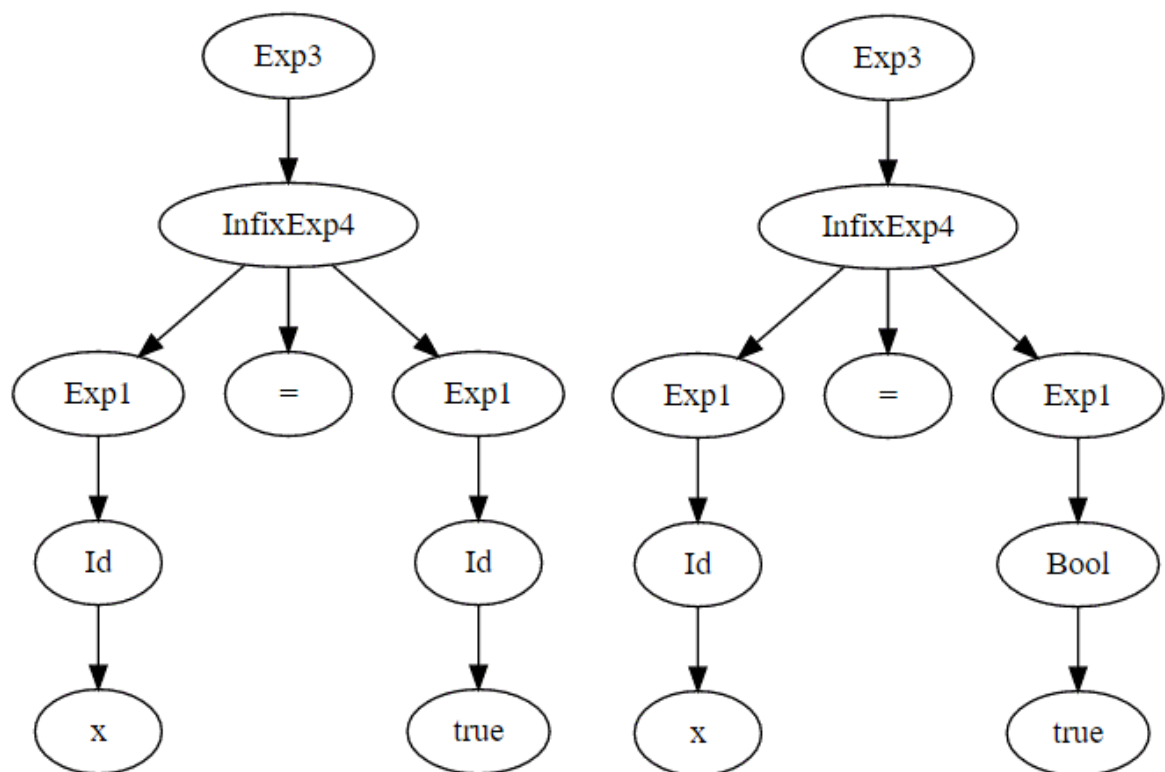 Exp3 Exp3
InfixExp4 InfixExp4
Exp1 = Exp1 Exp1 = Exp1
Id Id Id Bool
x true x true